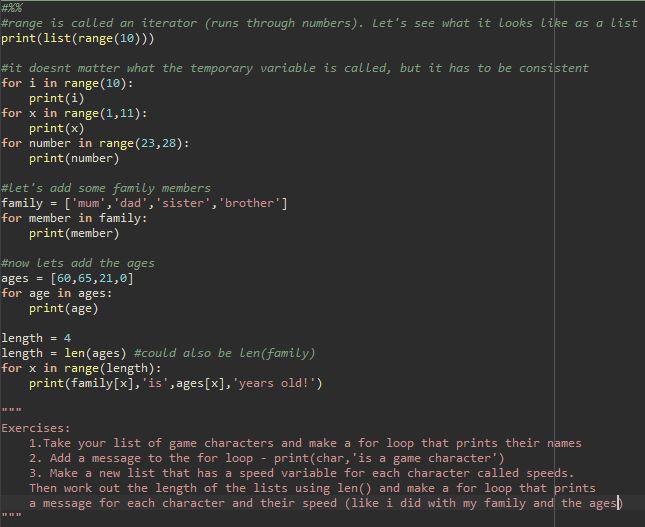 #%%
#range is called an iterator (runs through numbers). Let's see what it looks like as a list
print(list(range(10)))
#it doesnt matter what the temporary variable is called, but it has to be consistent
for i in range(10):
print(i)
for x in range(1,11):
print(x)
for number in range(23,28):
print(number)
#let's add some family members
family = ['mum','dad','sister','brother']
for member in family:
print(member)
#now lets add the ages
ages = [60,65,21,0]
for age in ages:
print(age)
length = 4
length = len(ages) #could also be len(family)
for x in range(length):
print(family[x],'is',ages[x],'years old!')
"""
Exercises:
1.Take your list of game characters and make a for loop that prints their names
2. Add a message to the for loop - print(char,'is a game character')
3. Make a new list that has a speed variable for each character called speeds.
Then work out the length of the lists using len() and make a for loop that prints
a message for each character and their speed (like i did with my family and the ages)
"""